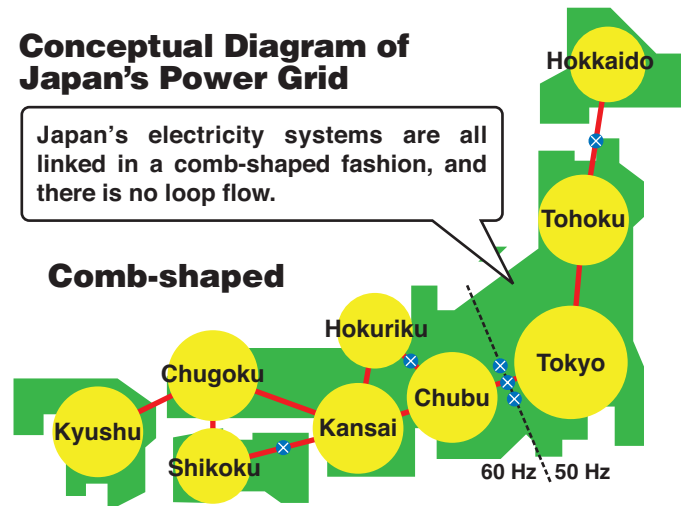 Conceptual Diagram of
Japan's Power Grid
Japan's electricity systems are all
linked in a comb-shaped fashion, and
there is no loop flow.
Comb-shaped
Hokkaido
Tohoku
Tokyo
Hokuriku
Chubu
Chugoku
Kansai
Kyushu
Shikoku
60 Hz
50 Hz